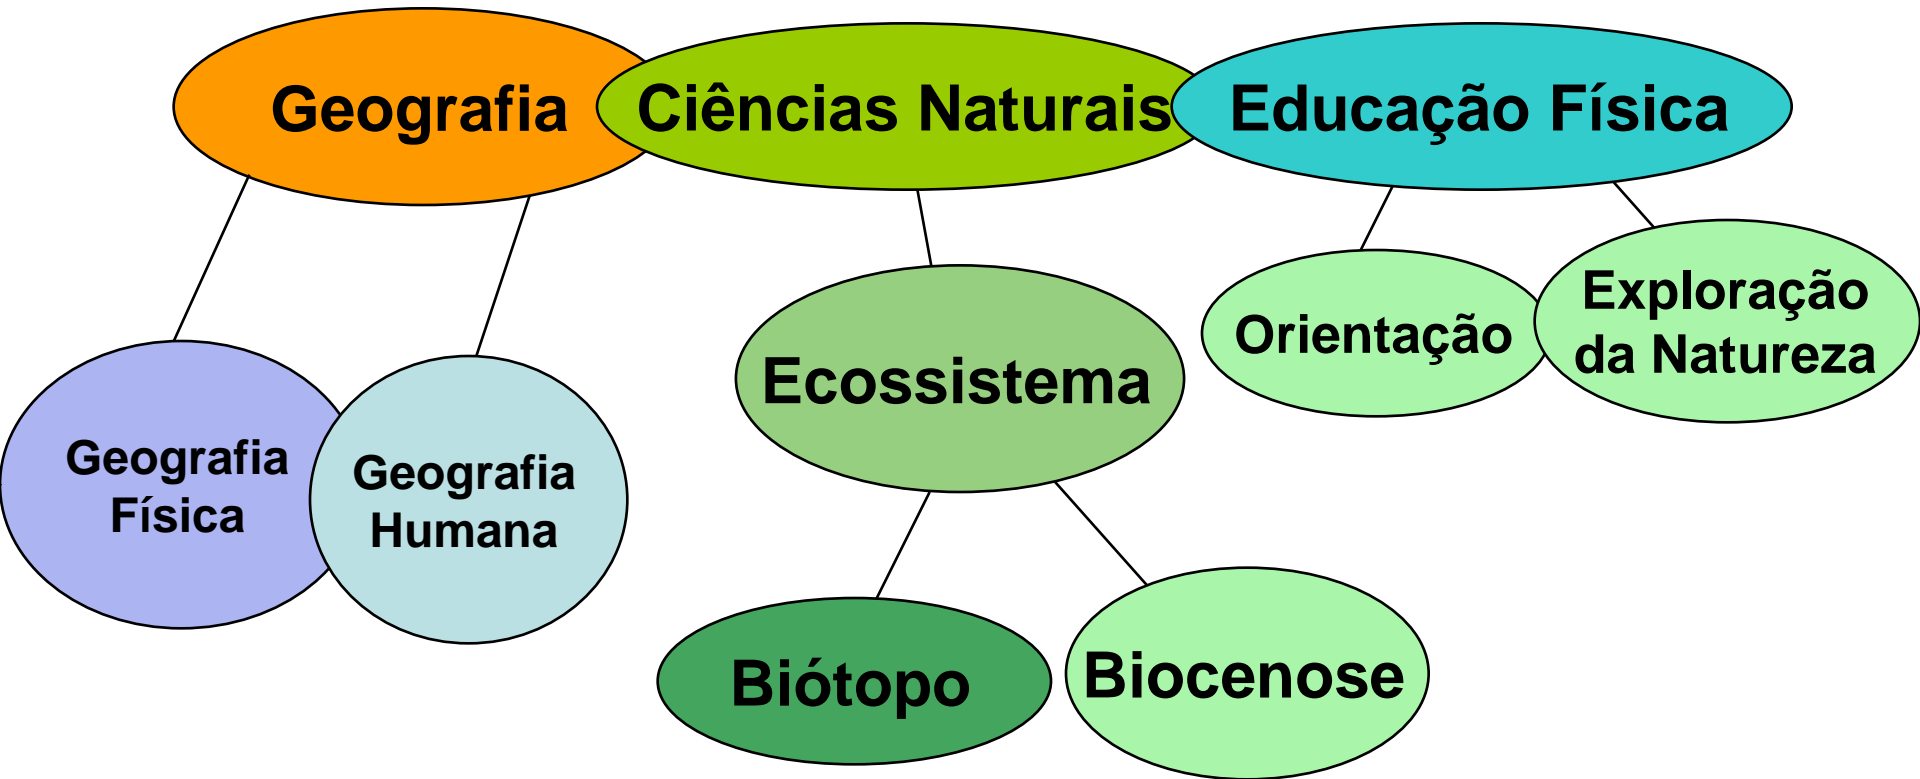 Geografia
Ciências Naturais
Educação Física
Orientação
Exploração
da Natureza
Ecossistema
Geografia
Física
Geografia
Humana
Biótopo
Biocenose